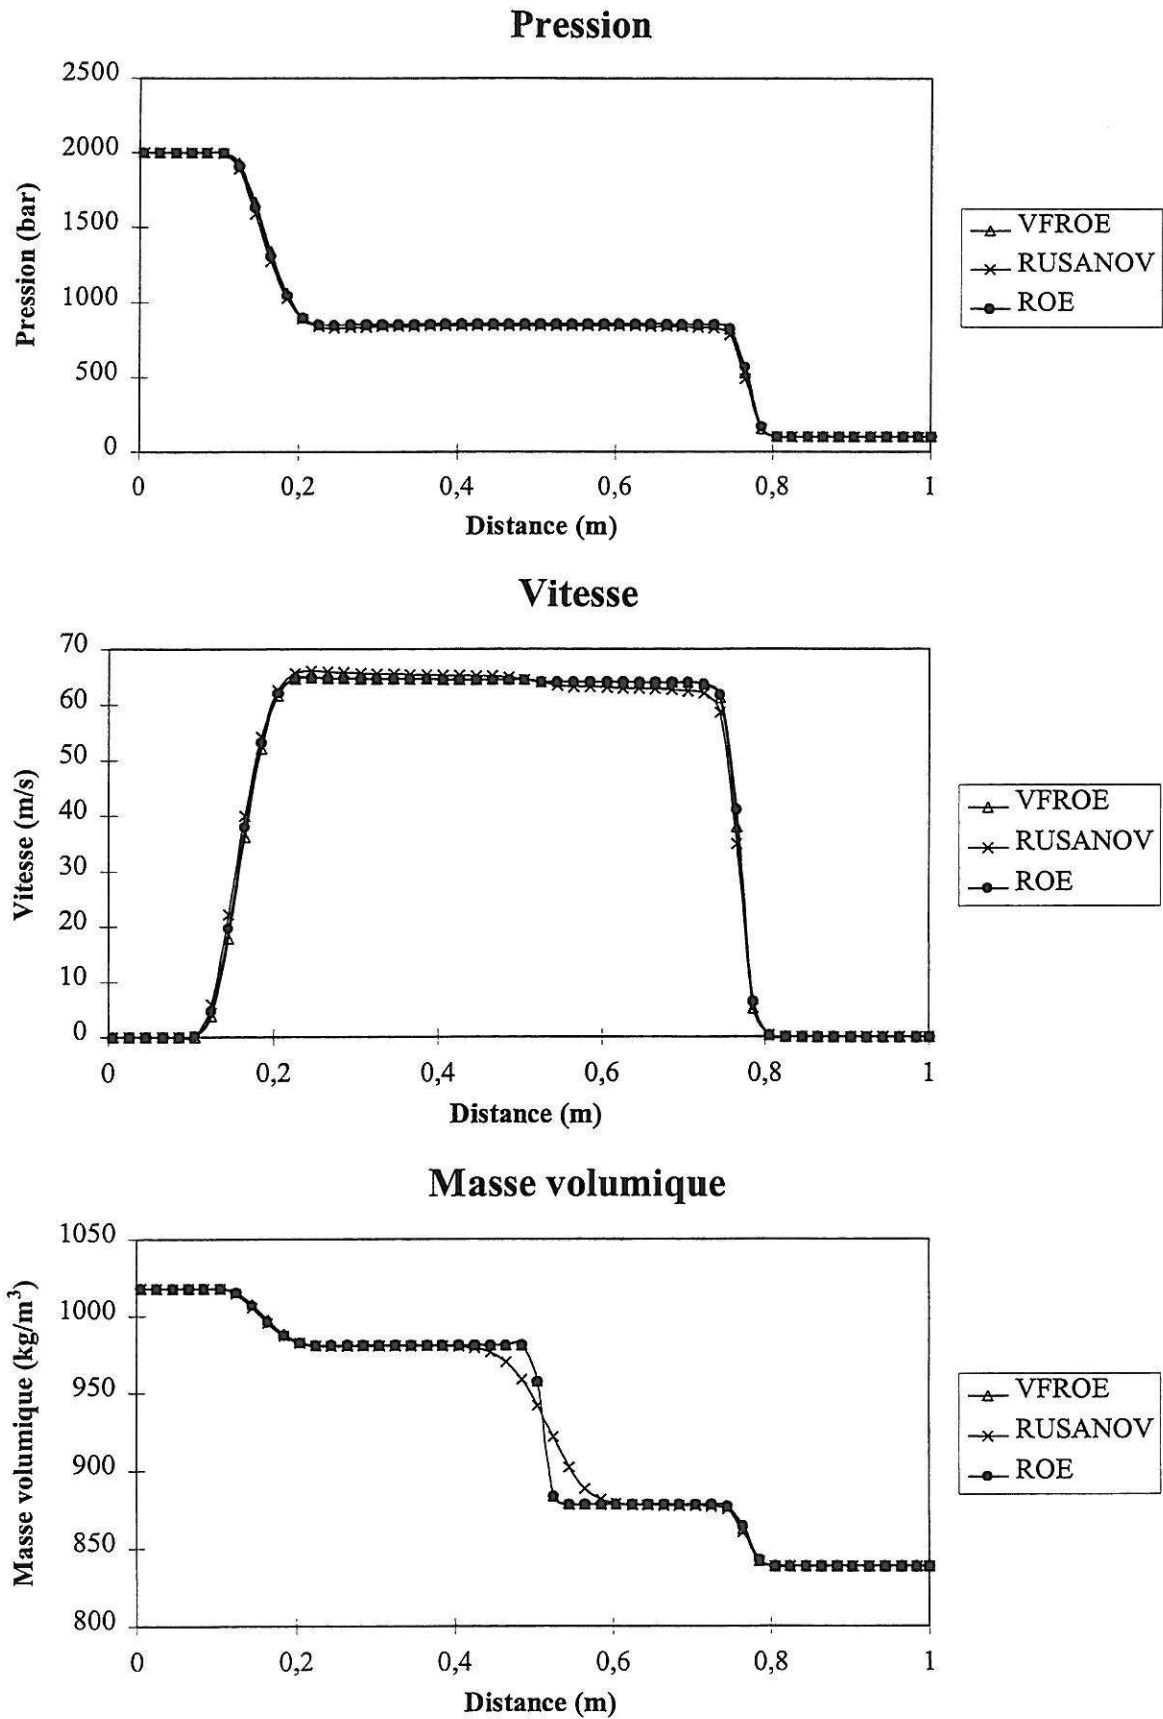 Pression
2500
2000
1500
1000
500
0
Pression (bar)
0 0,2 0,4 0,6 0,8 1
Distance (m)
VFROE
RUSANOV
ROE
Vitesse
70
60
50
40
30
20
10
0
Vitesse (m/s)
0 0,2 0,4 0,6 0,8 1
Distance (m)
VFROE
RUSANOV
ROE
Masse volumique
1050
1000
950
900
850
800
Masse volumique (kg/m³)
0 0,2 0,4 0,6 0,8 1
Distance (m)
VFROE
RUSANOV
ROE